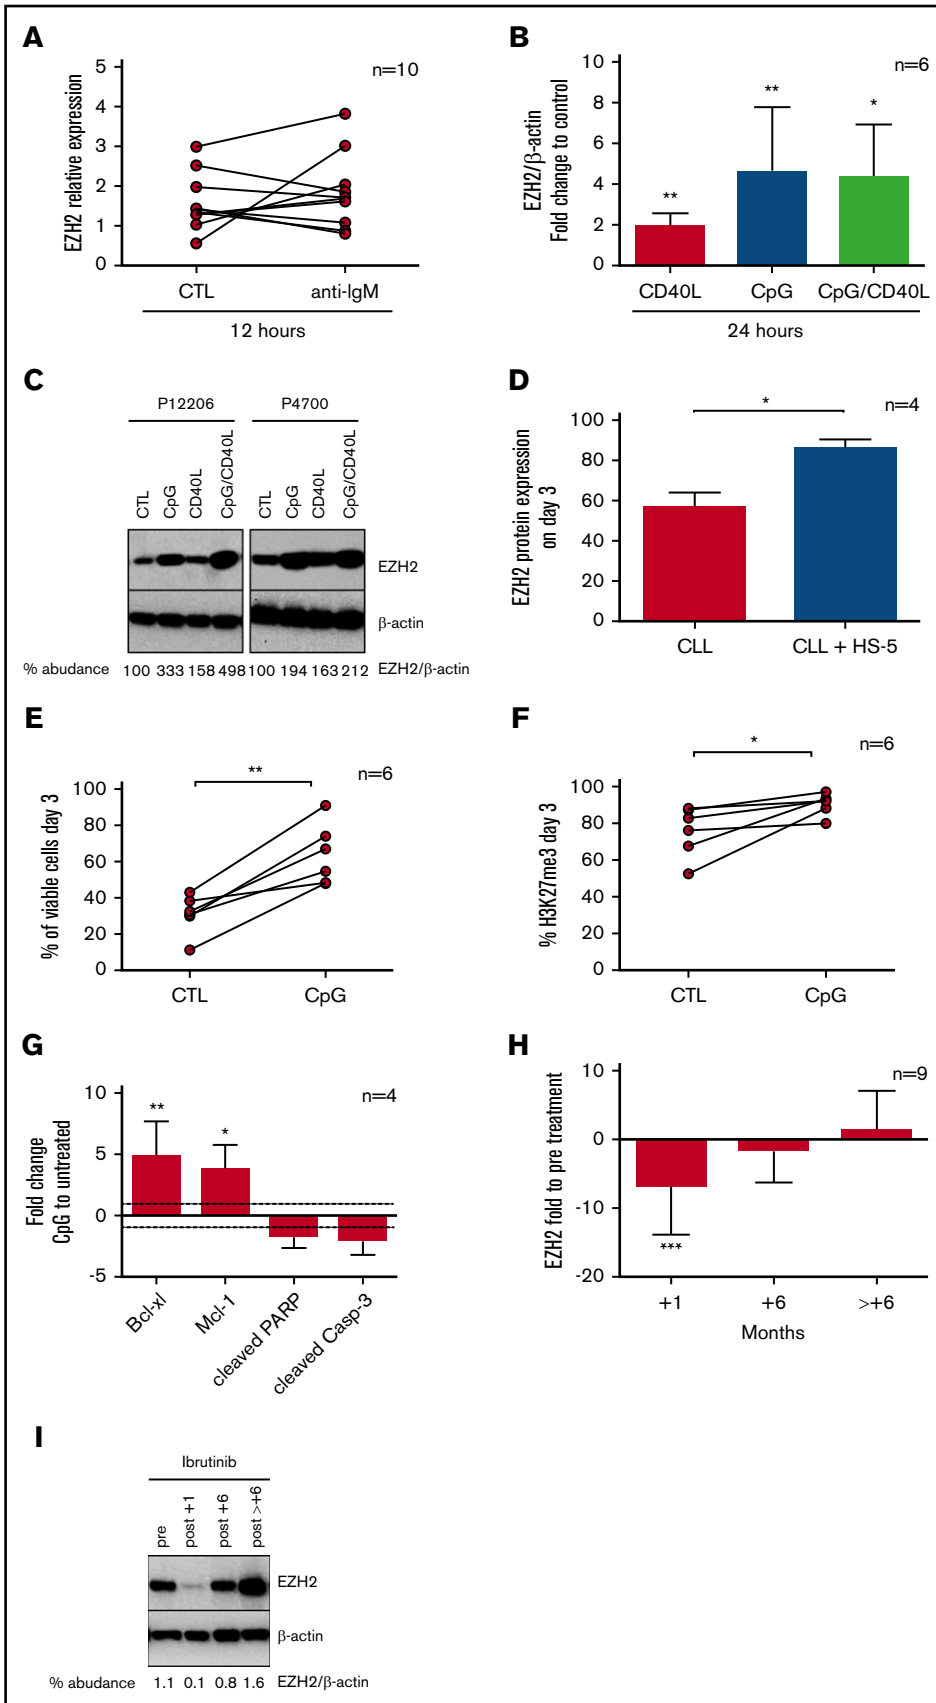 A
EZH2 relative expression
5
4
3
2
1
0
n=10
CTL
anti-IgM
12 hours
B
EZH2/β-actin
Fold change to control
10
8
6
4
2
0
n=6
**
**
*
CD40L
CpG
CpG/CD40L
24 hours
C
P12206
P4700
CTL
CpG
CD40L
CpG/CD40L
CTL
CpG
CD40L
CpG/CD40L
EZH2
β-actin
% abudance
100 333 158 498 100 194 163 212 EZH2/β-actin
D
EZH2 protein expression
on day 3
100
80
60
40
20
0
n=4
*
CLL
CLL + HS-5
E
% of viable cells day 3
100
80
60
40
20
0
n=6
**
CTL
CpG
F
% H3K27me3 day 3
100
80
60
40
20
0
n=6
*
CTL
CpG
G
Fold change
CpG to untreated
10
5
0
-5
n=4
**
*
Bcl-xl
Mcl-1
cleaved PARP
cleaved Casp-3
H
EZH2 fold to pre treatment
10
0
-10
-20
n=9
***
+1
+6
>+6
Months
I
Ibrutinib
pre
post +1
post +6
post >+6
EZH2
β-actin
% abudance 1.1 0.1 0.8 1.6 EZH2/β-actin